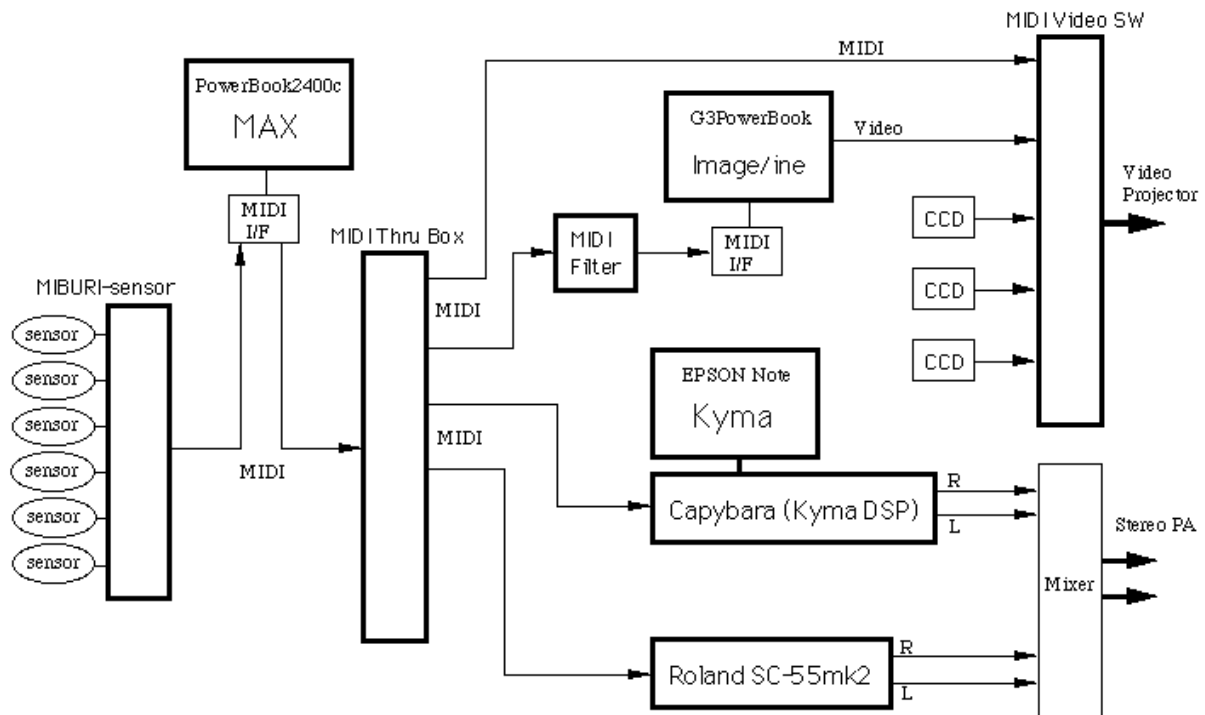 MIDI Video SW
MIDI
PowerBook2400c
MAX
G3PowerBook
Image/ine
Video
Video
Projector
MIDI
I/F
CCD
MIDI Thru Box
MIDI
Filter
MIDI
I/F
MIBURI-sensor
CCD
MIDI
sensor
sensor
CCD
EPSON Note
Kyma
sensor
MIDI
MIDI
sensor
R
Capybara (Kyma DSP)
L
sensor
Stereo PA
sensor
Mixer
R
Roland SC-55mk2
L